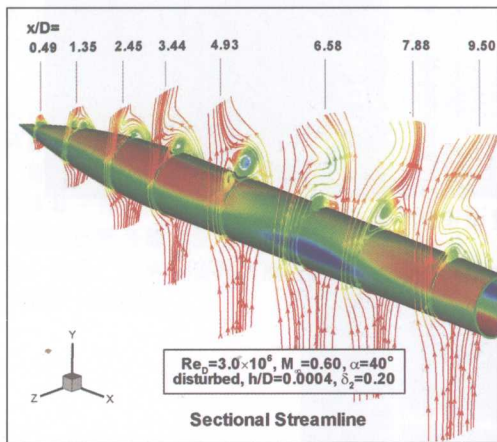 x/D=
0.49 1.35 2.45 3.44 4.93 6.58 7.88 9.50
Y
Z X
Re_D=3.0×10^6, M_∞=0.60, α=40°
disturbed, h/D=0.0004, δ_2=0.20
Sectional Streamline